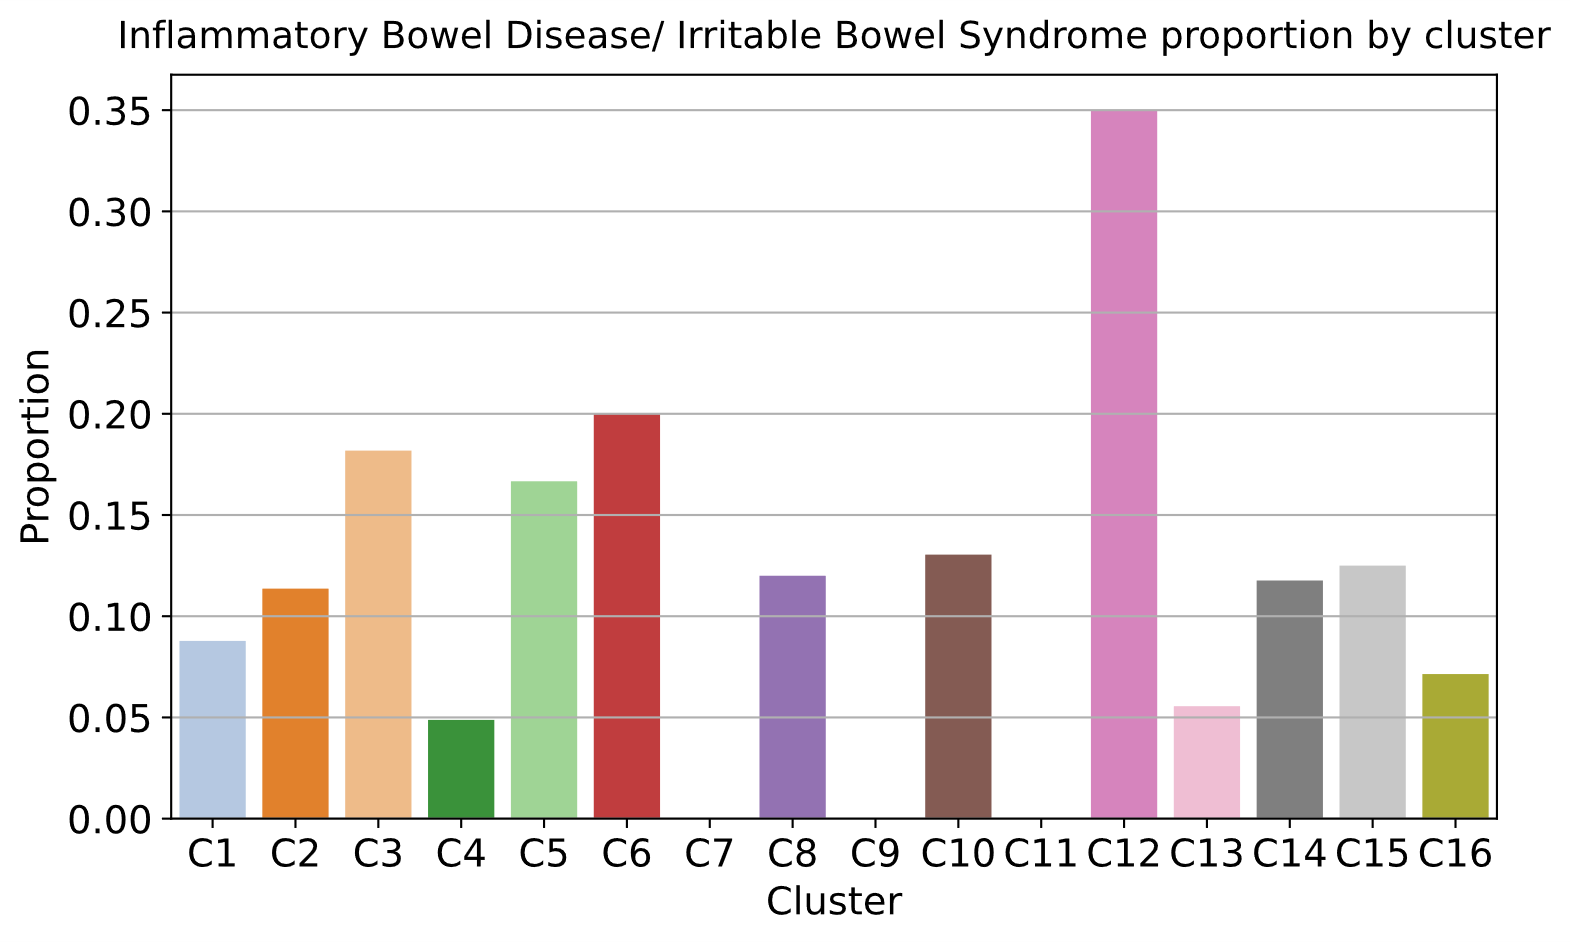 Inflammatory Bowel Disease/ Irritable Bowel Syndrome proportion by cluster
0.35
0.30
0.25
0.20
0.15
0.10
0.05
0.00
Proportion
C1 C2 C3 C4 C5 C6 C7 C8 C9 C10 C11 C12 C13 C14 C15 C16
Cluster